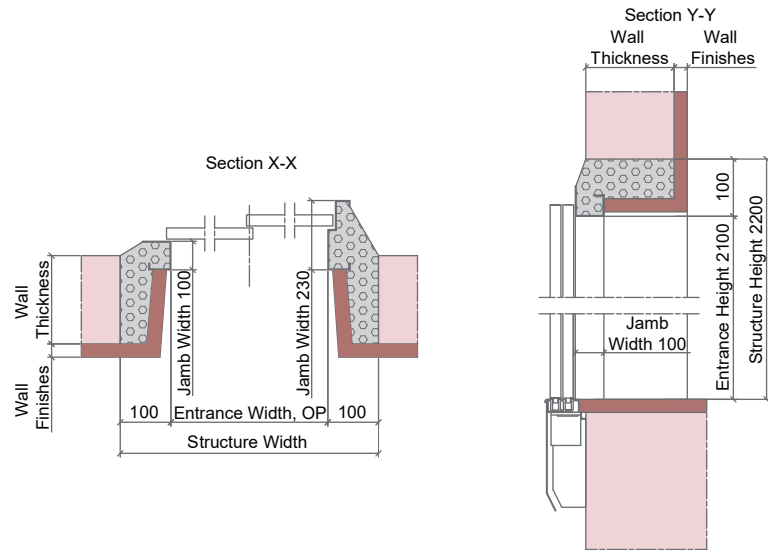 Section X-X
Wall
Thickness
Wall
Finishes
Jamb Width 100
Jamb Width 230
100
Entrance Width, OP
100
Structure Width
Section Y-Y
Wall
Thickness
Wall
Finishes
100
Structure Height 2200
Entrance Height 2100
Jamb
Width 100